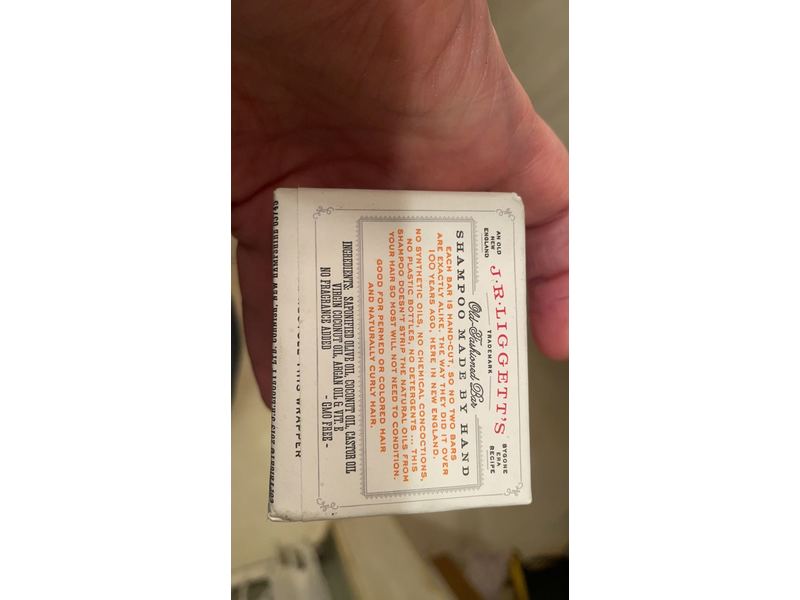 AN OLD
NEW
ENGLAND
J·R·LIGGETT'S
TRADEMARK
BYGONE
ERA
RECIPE
Old-Fashioned Bar
SHAMPOO MADE BY HAND
EACH BAR IS HAND-CUT, SO NO TWO BARS
ARE EXACTLY ALIKE. THE WAY THEY DID IT OVER
100 YEARS AGO, HERE IN NEW ENGLAND.
NO SYNTHETIC OILS, NO CHEMICAL CONCOCTIONS,
NO PLASTIC BOTTLES, NO DETERGENTS ... THIS
SHAMPOO DOESN'T STRIP THE NATURAL OILS FROM
YOUR HAIR SO MOST WILL NOT NEED TO CONDITION.
GOOD FOR PERMED OR COLORED HAIR
AND NATURALLY CURLY HAIR.
INGREDIENTS: SAPONIFIED OLIVE OIL, COCONUT OIL, CASTOR OIL
VIRGIN COCONUT OIL, ARGAN OIL & VIT. E
NO FRAGRANCE ADDED - GMO FREE -
THIS WRAPPER